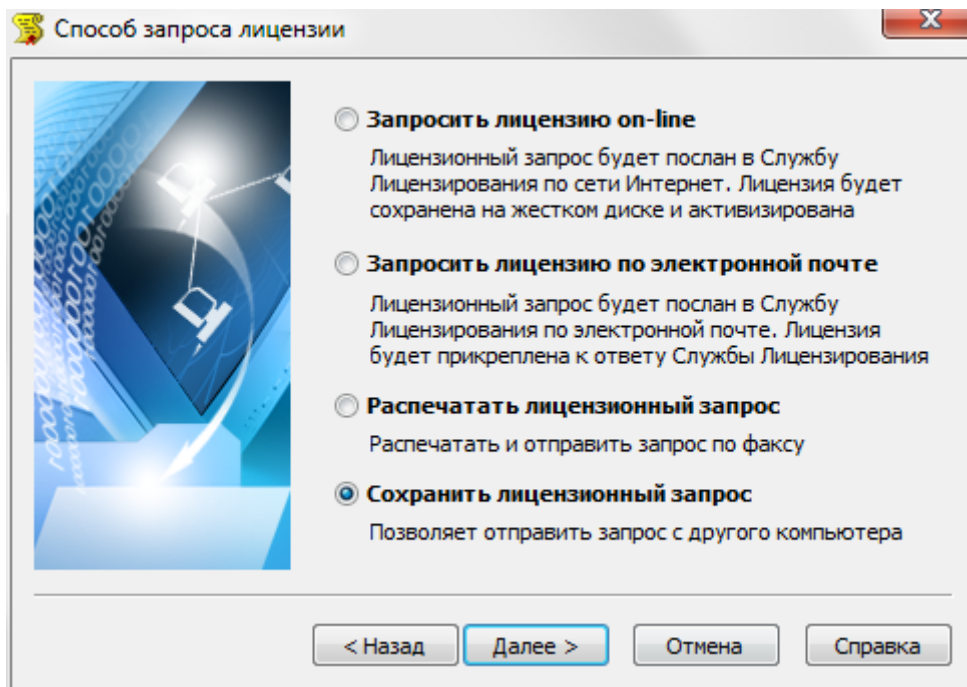 Способ запроса лицензии
Запросить лицензию on-line
Лицензионный запрос будет послан в Службу
Лицензирования по сети Интернет. Лицензия будет
сохранена на жестком диске и активизирована
Запросить лицензию по электронной почте
Лицензионный запрос будет послан в Службу
Лицензирования по электронной почте. Лицензия
будет прикреплена к ответу Службы Лицензирования
Распечатать лицензионный запрос
Распечатать и отправить запрос по факсу
Сохранить лицензионный запрос
Позволяет отправить запрос с другого компьютера
< Назад
Далее >
Отмена
Справка